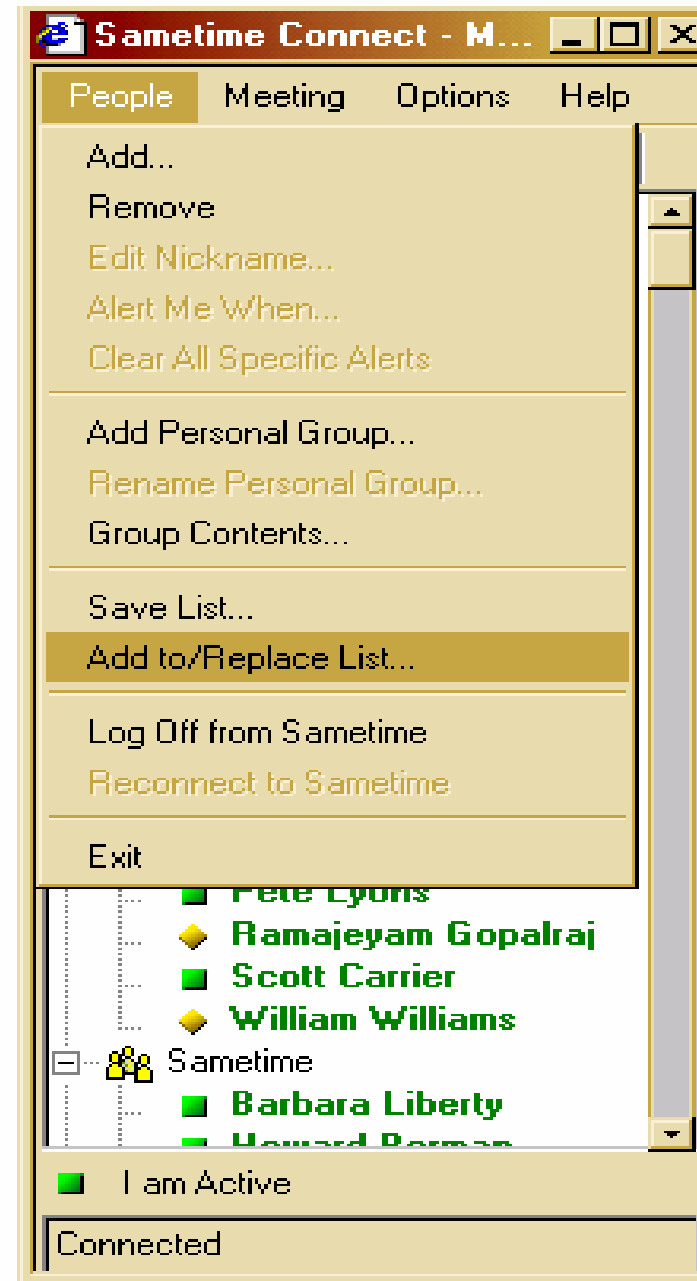 Sametime Connect - M...
People Meeting Options Help
Add...
Remove
Edit Nickname...
Alert Me When...
Clear All Specific Alerts
Add Personal Group...
Rename Personal Group...
Group Contents...
Save List...
Add to/Replace List...
Log Off from Sametime
Reconnect to Sametime
Exit
Pete Lyons
Ramajeyam Gopalraj
Scott Carrier
William Williams
Sametime
Barbara Liberty
Howard Berman
I am Active
Connected